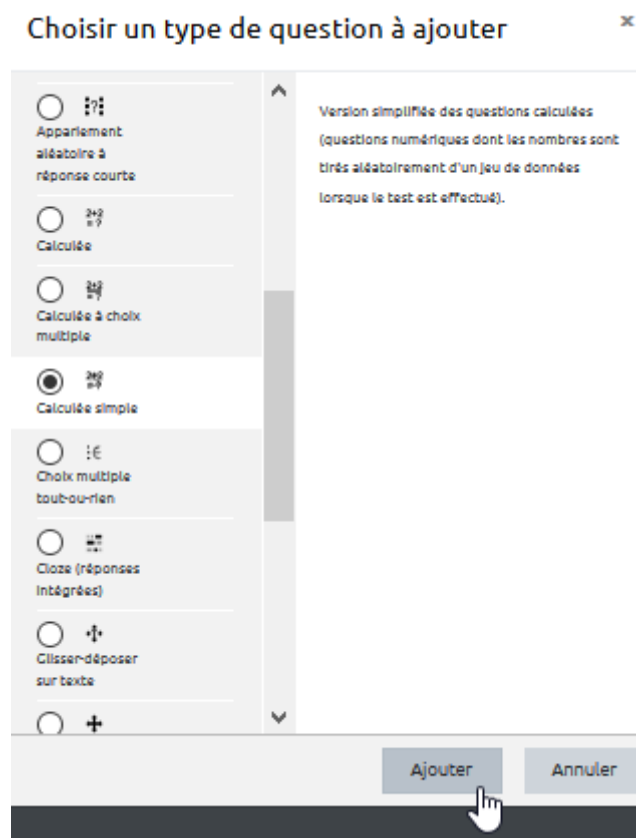 Choisir un type de question à ajouter
×
Appariement
aléatoire à
réponse courte
2+2
= ?
Calculée
Calculée à choix
multiple
Calculée simple
Choix multiple
tout-ou-rien
Cloze (réponses
intégrées)
Glisser-déposer
sur texte
Version simplifiée des questions calculées
(questions numériques dont les nombres sont
tirés aléatoirement d'un jeu de données
lorsque le test est effectué).
Ajouter
Annuler